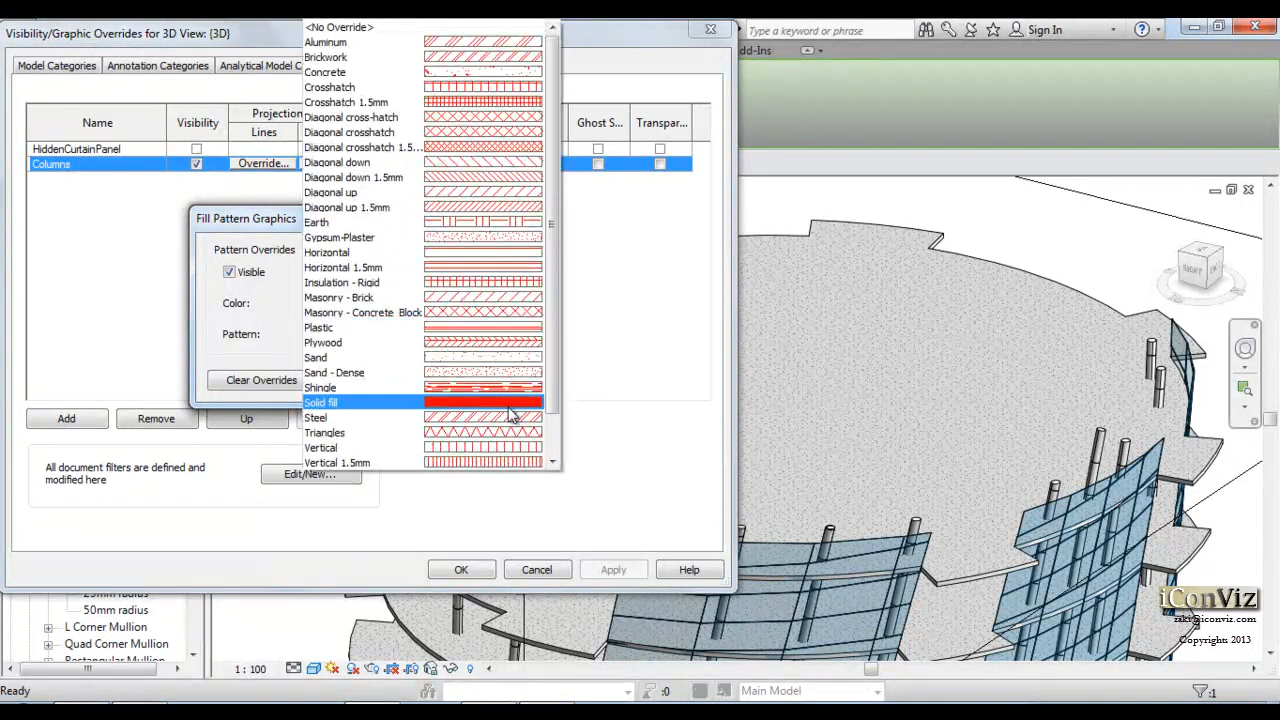 Visibility/Graphic Overrides for 3D View: {3D}
Type a keyword or phrase
Sign In
dd-Ins
Model Categories
Annotation Categories
Analytical Model C
Name
Visibility
Projection
Lines
Ghost S...
Transpar...
HiddenCurtainPanel
Columns
Override...
<No Override>
Aluminum
Brickwork
Concrete
Crosshatch
Crosshatch 1.5mm
Diagonal cross-hatch
Diagonal crosshatch
Diagonal crosshatch 1.5...
Diagonal down
Diagonal down 1.5mm
Diagonal up
Diagonal up 1.5mm
Earth
Gypsum-Plaster
Horizontal
Horizontal 1.5mm
Insulation - Rigid
Masonry - Brick
Masonry - Concrete Block
Plastic
Plywood
Sand
Sand - Dense
Shingle
Solid fill
Steel
Triangles
Vertical
Vertical 1.5mm
Fill Pattern Graphics
Pattern Overrides
Visible
Color:
Pattern:
Clear Overrides
Add
Remove
Up
All document filters are defined and
modified here
Edit/New...
OK
Cancel
Apply
Help
RIGHT
50mm radius
L Corner Mullion
Quad Corner Mullion
Rectangular Mullion
1 : 100
Ready
:0
Main Model
:1
iConViz
Copyright 2013